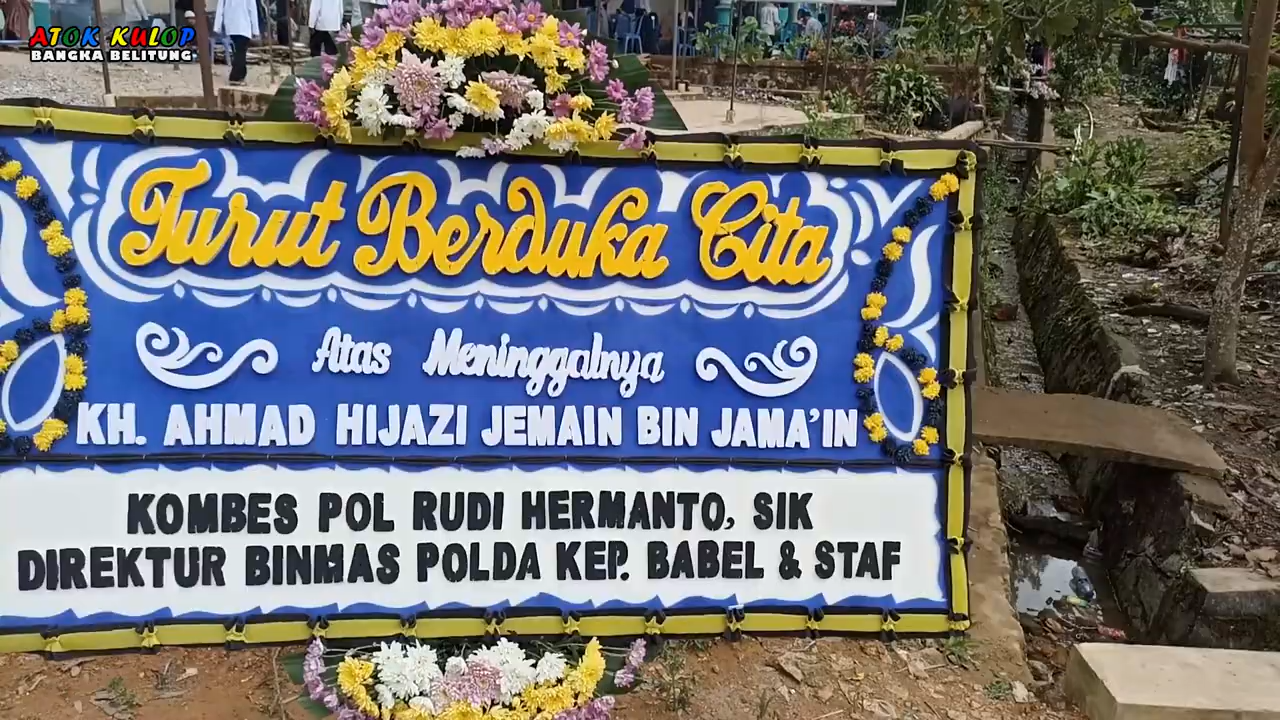 ATOK KULOP
BANGKA BELITUNG
Turut Berduka Cita
Atas Meninggalnya
KH. AHMAD HIJAZI JEMAIN BIN JAMA'IN
KOMBES POL RUDI HERMANTO, SIK
DIREKTUR BINMAS POLDA KEP. BABEL & STAF